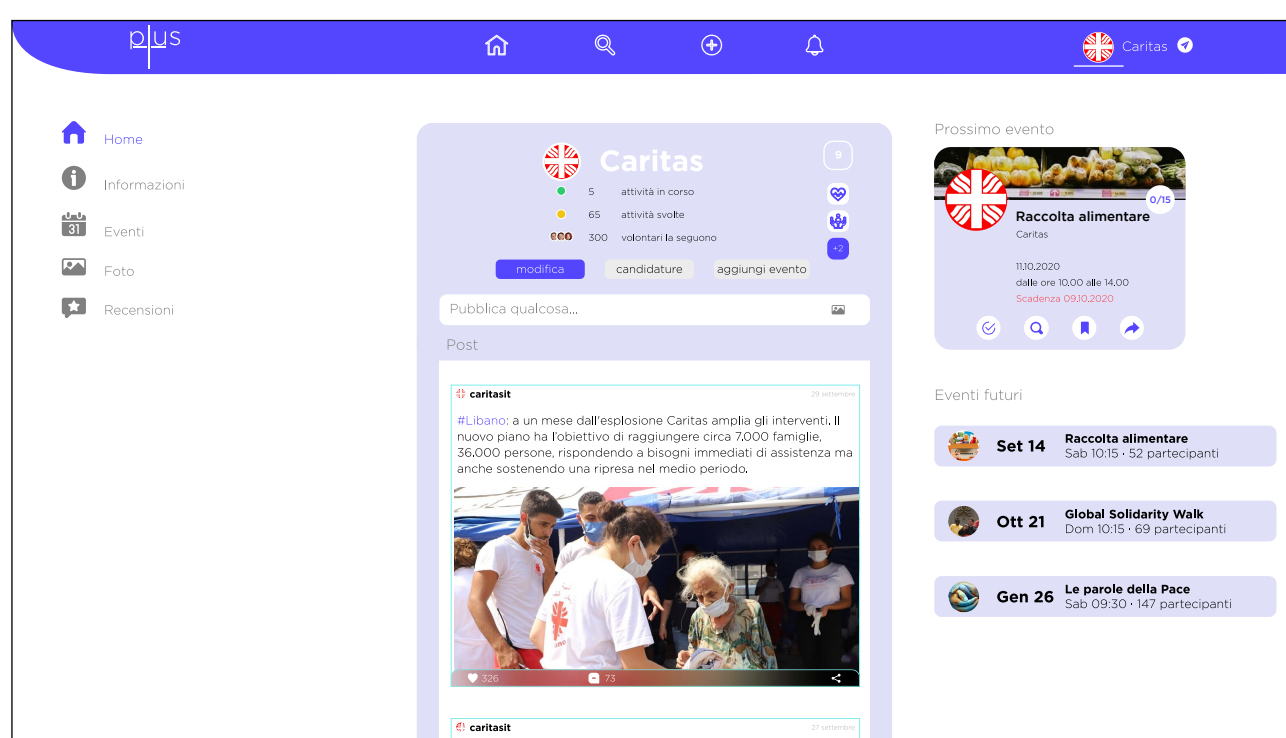 plus
Caritas
Home
Informazioni
31
Eventi
Foto
Recensioni
Caritas
9
5 attività in corso
65 attività svolte
300 volontari la seguono
+2
modifica
candidature
aggiungi evento
Pubblica qualcosa...
Post
caritasit
29 settembre
#Libano: a un mese dall'esplosione Caritas amplia gli interventi. Il
nuovo piano ha l'obiettivo di raggiungere circa 7.000 famiglie,
36.000 persone, rispondendo a bisogni immediati di assistenza ma
anche sostenendo una ripresa nel medio periodo.
326
73
caritasit
27 settembre
Prossimo evento
0/15
Raccolta alimentare
Caritas
11.10.2020
dalle ore 10.00 alle 14.00
Scadenza 09.10.2020
Eventi futuri
Set 14
Raccolta alimentare
Sab 10:15 · 52 partecipanti
Ott 21
Global Solidarity Walk
Dom 10:15 · 69 partecipanti
Gen 26
Le parole della Pace
Sab 09:30 · 147 partecipanti